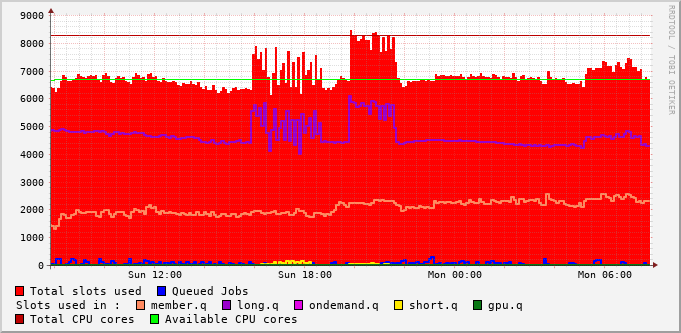 9000
8000
7000
6000
5000
4000
3000
2000
1000
0
Sun 12:00 Sun 18:00 Mon 00:00 Mon 06:00
Total slots used Queued Jobs
Slots used in : member.q long.q ondemand.q short.q gpu.q
Total CPU cores Available CPU cores
RRDTOOL / TOBI OETIKER